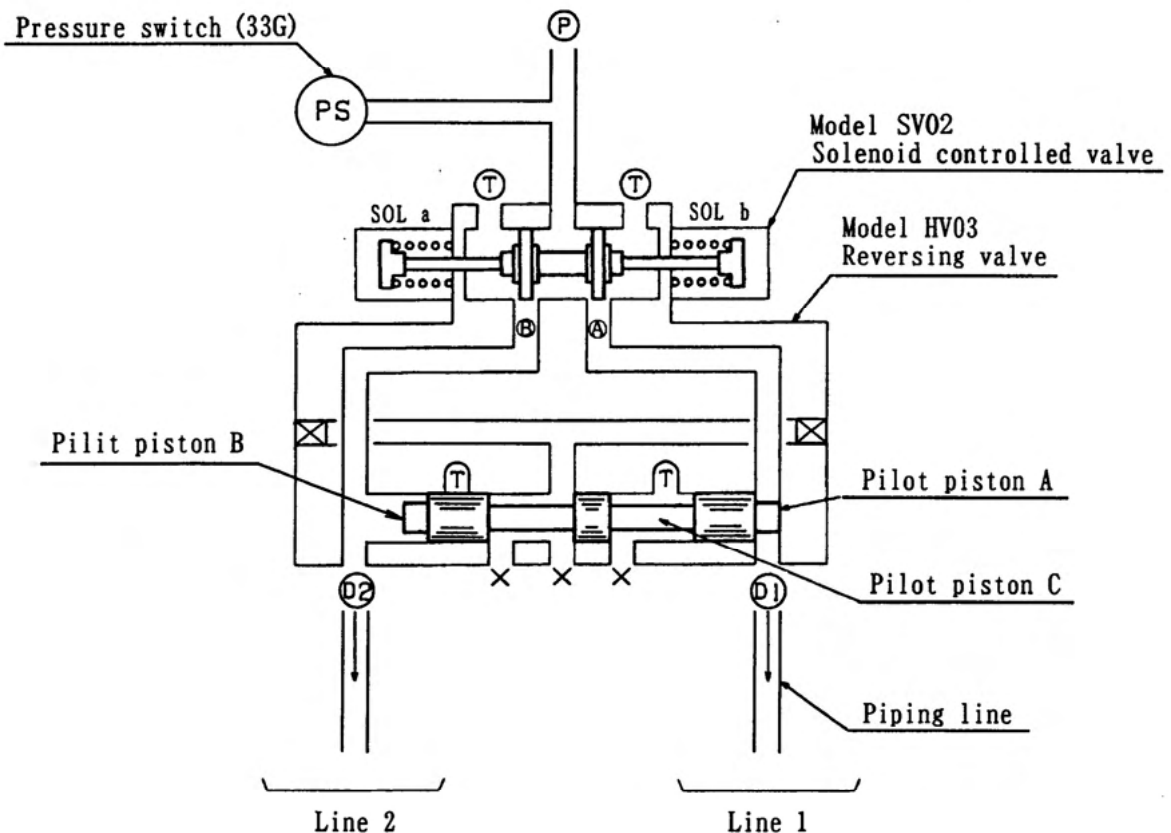 Pressure switch (33G)
P
PS
Model SV02
Solenoid controlled valve
T
T
SOL a
SOL b
Model HV03
Reversing valve
B
A
Pilit piston B
T
T
Pilot piston A
Pilot piston C
D2
D1
Piping line
Line 2
Line 1